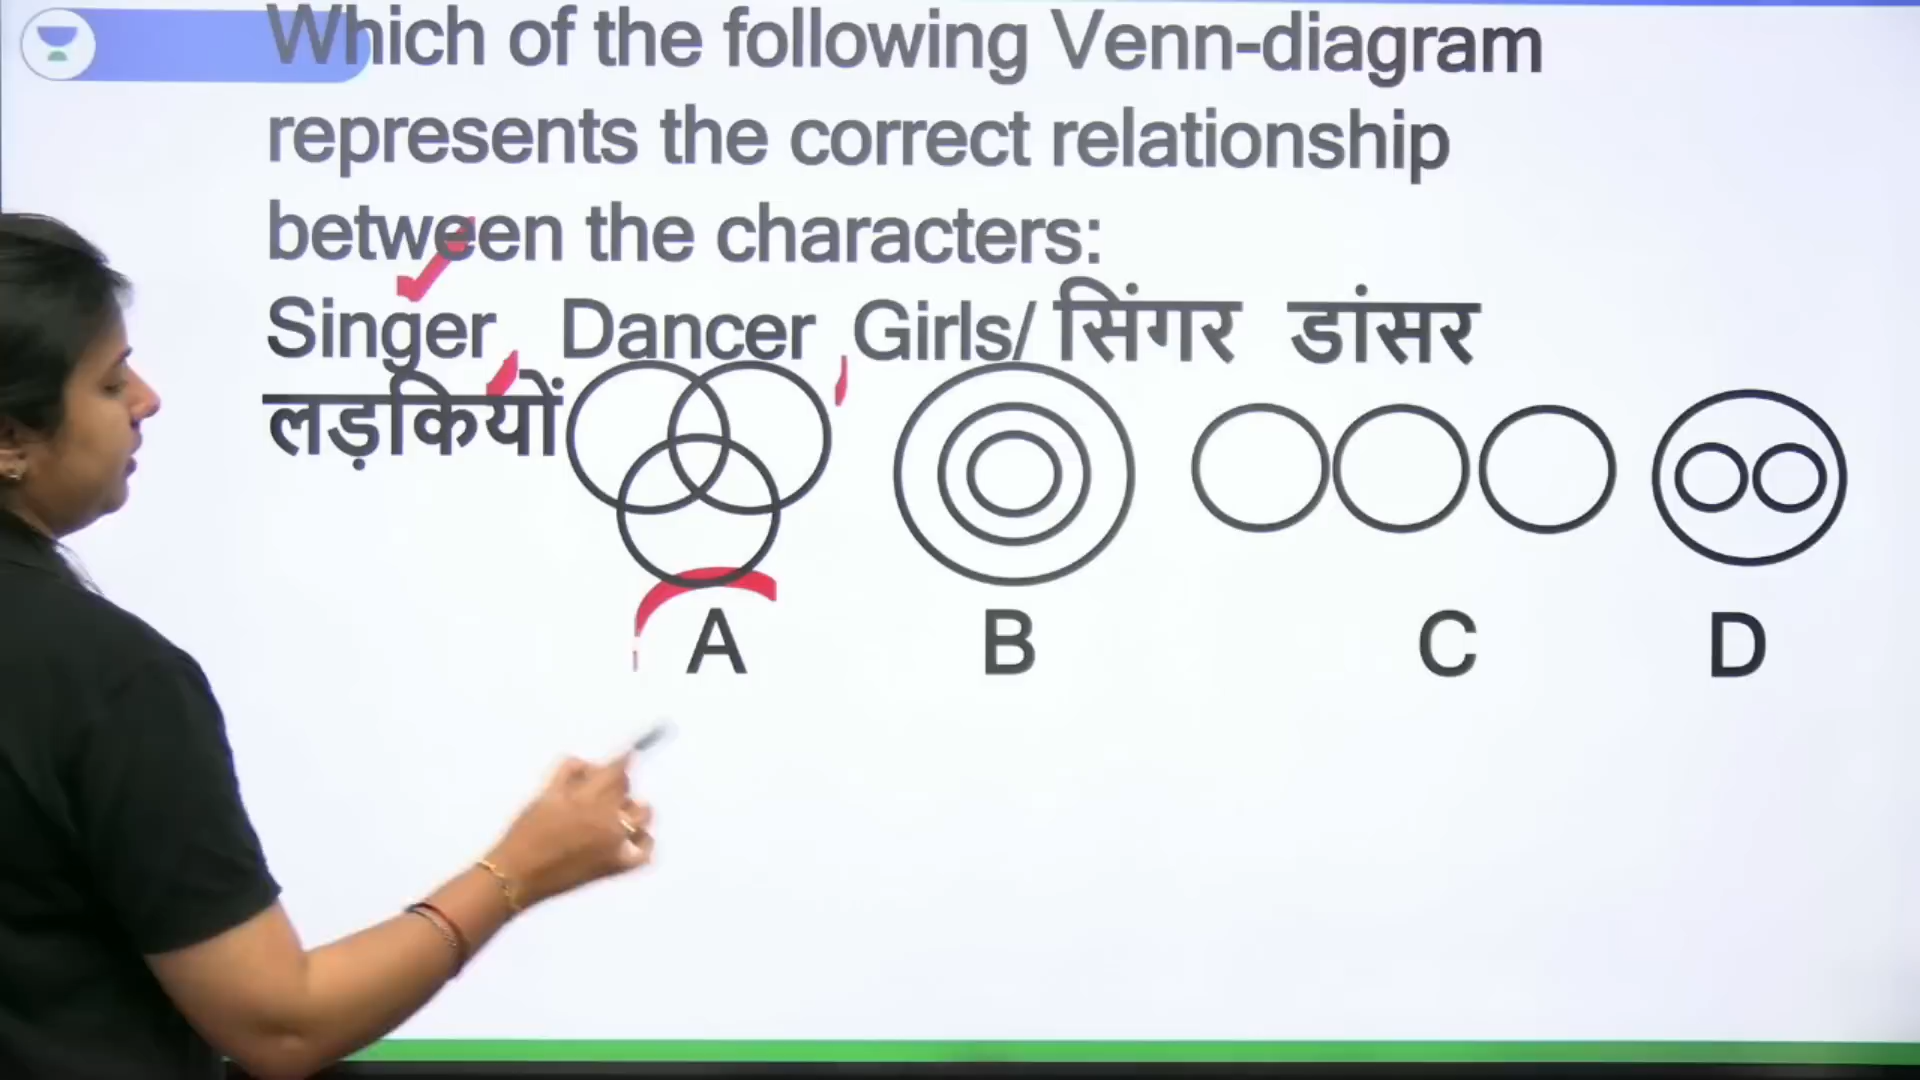 Which of the following Venn-diagram
represents the correct relationship
between the characters:
Singer, Dancer, Girls/ सिंगर डांसर
लड़कियों
A B C D